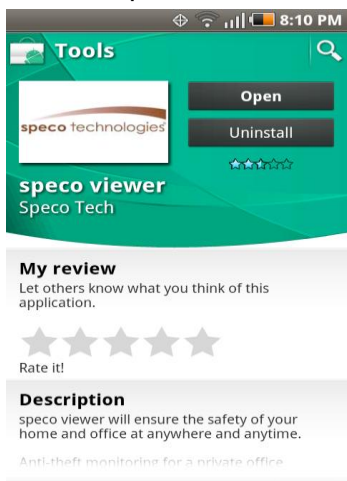 8:10 PM
Tools
speco technologies
Open
Uninstall
speco viewer
Speco Tech
My review
Let others know what you think of this
application.
Rate it!
Description
speco viewer will ensure the safety of your
home and office at anywhere and anytime.
Anti-theft monitoring for a private office